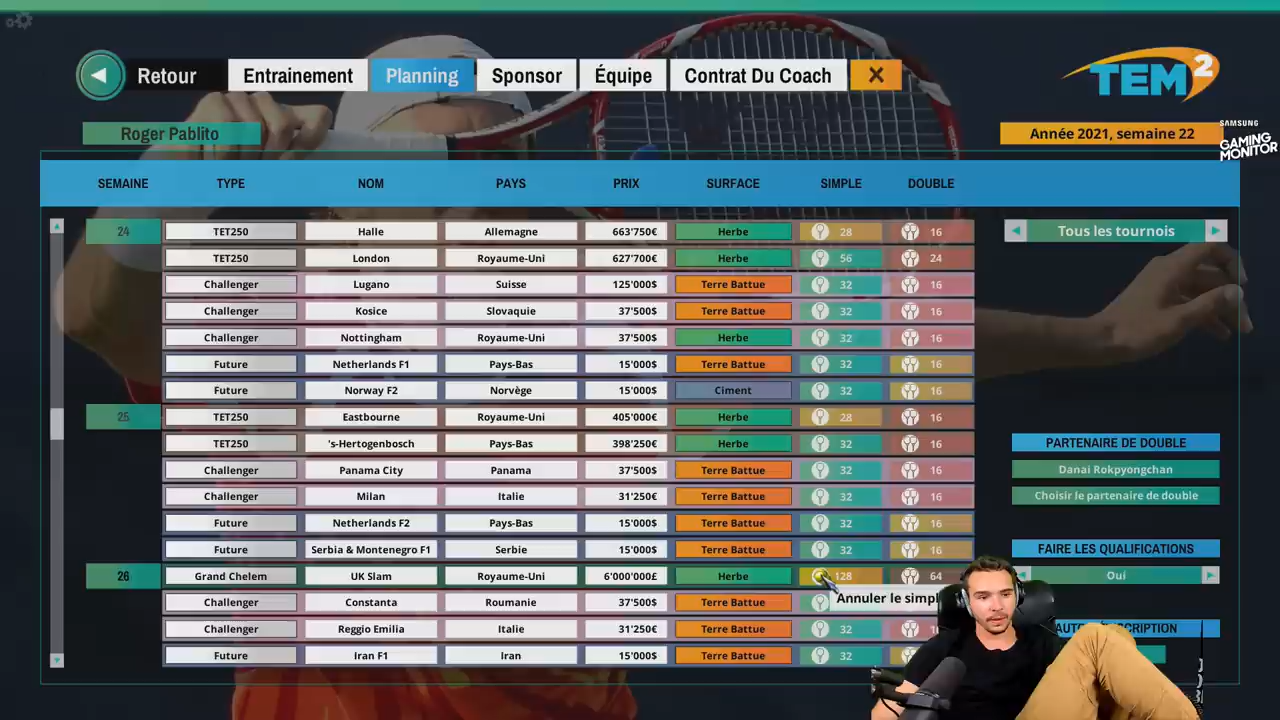 Retour Entrainement Planning Sponsor Équipe Contrat Du Coach ✕
TEM2
Roger Pablito
Année 2021, semaine 22
SAMSUNG
GAMING
MONITOR
SEMAINE TYPE NOM PAYS PRIX SURFACE SIMPLE DOUBLE
24 TET250 Halle Allemagne 663'750€ Herbe 28 16
Tous les tournois
TET250 London Royaume-Uni 627'700€ Herbe 56 24
Challenger Lugano Suisse 125'000$ Terre Battue 32 16
Challenger Kosice Slovaquie 37'500$ Terre Battue 32 16
Challenger Nottingham Royaume-Uni 37'500$ Herbe 32 16
Future Netherlands F1 Pays-Bas 15'000$ Terre Battue 32 16
Future Norway F2 Norvège 15'000$ Ciment 32 16
25 TET250 Eastbourne Royaume-Uni 405'000€ Herbe 28 16
TET250 's-Hertogenbosch Pays-Bas 398'250€ Herbe 32 16
PARTENAIRE DE DOUBLE
Challenger Panama City Panama 37'500$ Terre Battue 32 16
Danai Rokpyongchan
Challenger Milan Italie 31'250€ Terre Battue 32 16
Choisir le partenaire de double
Future Netherlands F2 Pays-Bas 15'000$ Terre Battue 32 16
Future Serbia & Montenegro F1 Serbie 15'000$ Terre Battue 32 16
FAIRE LES QUALIFICATIONS
26 Grand Chelem UK Slam Royaume-Uni 6'000'000£ Herbe 128 64
Oui
Challenger Constanta Roumanie 37'500$ Terre Battue
Annuler le simpl
Challenger Reggio Emilia Italie 31'250€ Terre Battue 32
Future Iran F1 Iran 15'000$ Terre Battue 32